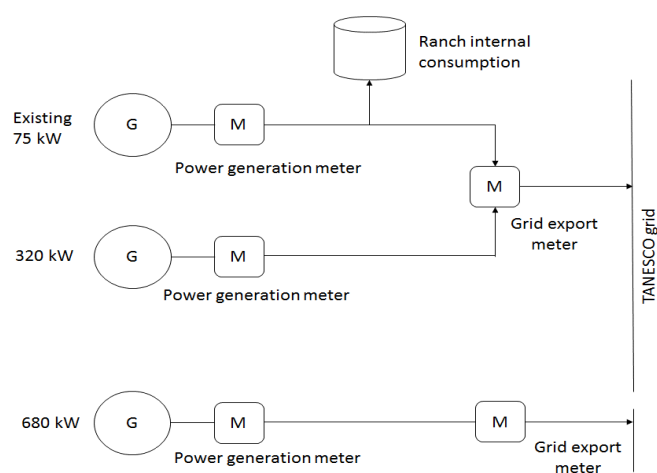 Ranch internal
consumption
Existing
75 kW
G
M
Power generation meter
M
Grid export
meter
320 kW
G
M
Power generation meter
TANESCO grid
680 kW
G
M
M
Power generation meter
Grid export
meter